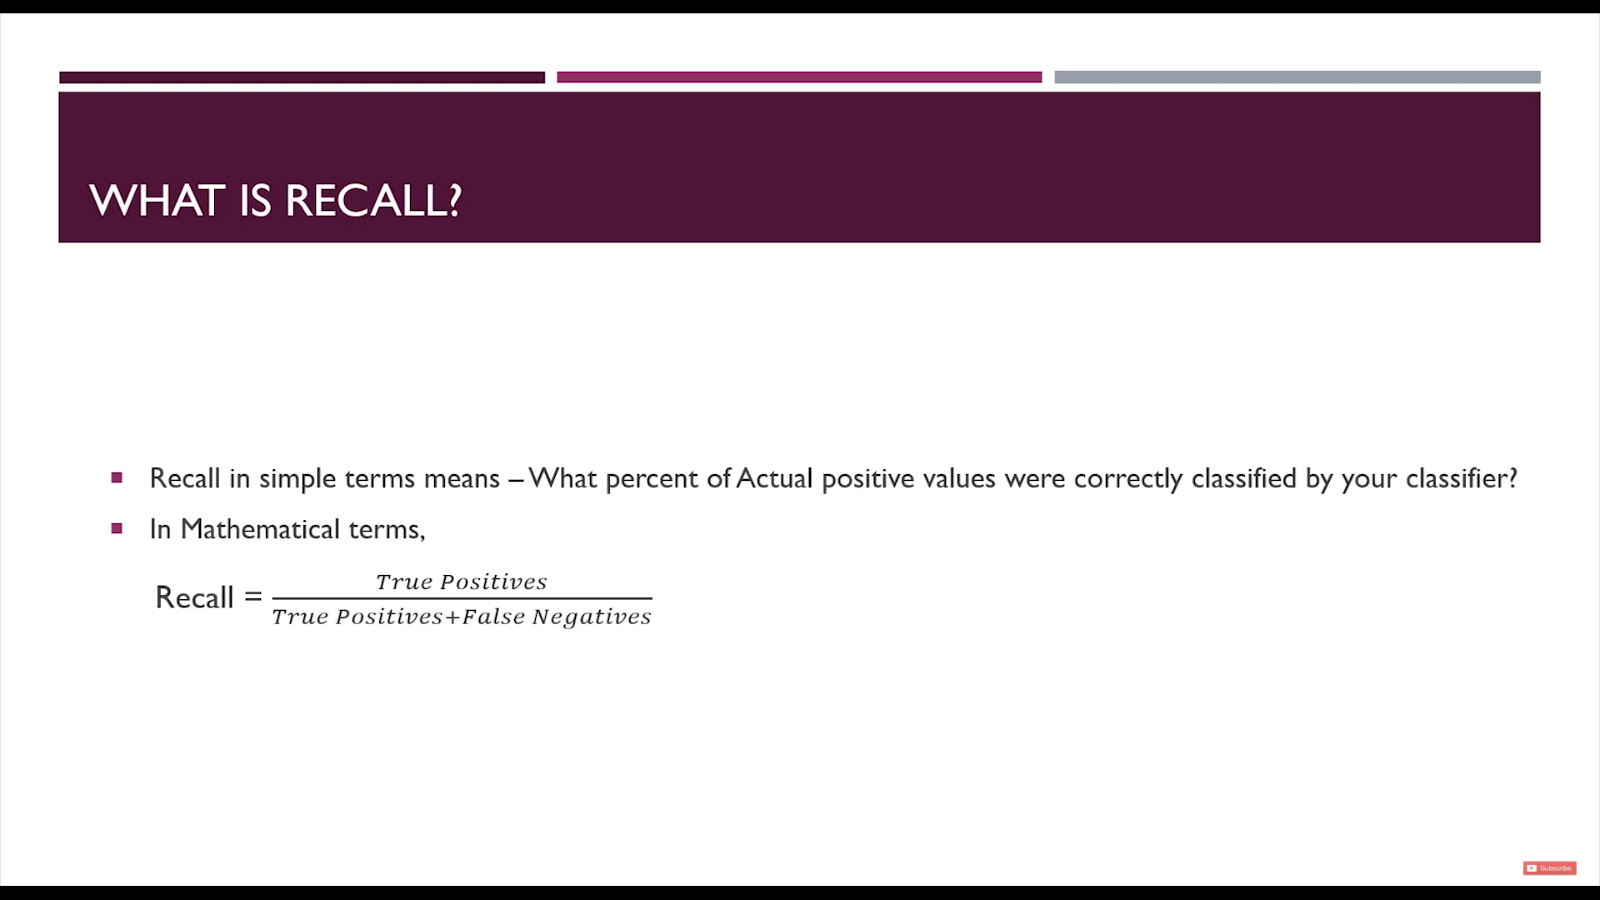 WHAT IS RECALL?
Recall in simple terms means – What percent of Actual positive values were correctly classified by your classifier?
In Mathematical terms,
Recall = True Positives
True Positives+False Negatives
Subscribe